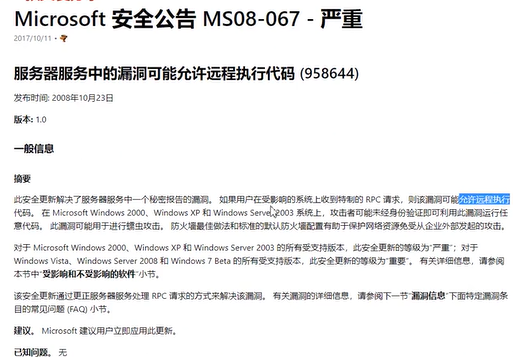 Microsoft 安全公告 MS08-067 - 严重
2017/10/11 •
服务器服务中的漏洞可能允许远程执行代码 (958644)
发布时间: 2008年10月23日
版本: 1.0
一般信息
摘要
此安全更新解决了服务器服务中一个秘密报告的漏洞。 如果用户在受影响的系统上收到特制的 RPC 请求，则该漏洞可能允许远程执行
代码。 在 Microsoft Windows 2000、Windows XP 和 Windows Server 2003 系统上，攻击者可能未经身份验证即可利用此漏洞运行任
意代码。 此漏洞可能用于进行蠕虫攻击。 防火墙最佳做法和标准的默认防火墙配置有助于保护网络资源免受从企业外部发起的攻击。
对于 Microsoft Windows 2000、Windows XP 和 Windows Server 2003 的所有受支持版本，此安全更新的等级为“严重”；对于
Windows Vista、Windows Server 2008 和 Windows 7 Beta 的所有受支持版本，此安全更新的等级为“重要”。 有关详细信息，请参阅
本节中“受影响和不受影响的软件”小节。
该安全更新通过更正服务器服务处理 RPC 请求的方式来解决该漏洞。 有关漏洞的详细信息，请参阅下一节“漏洞信息”下面特定漏洞条
目的常见问题 (FAQ) 小节。
建议。 Microsoft 建议用户立即应用此更新。
已知问题。 无